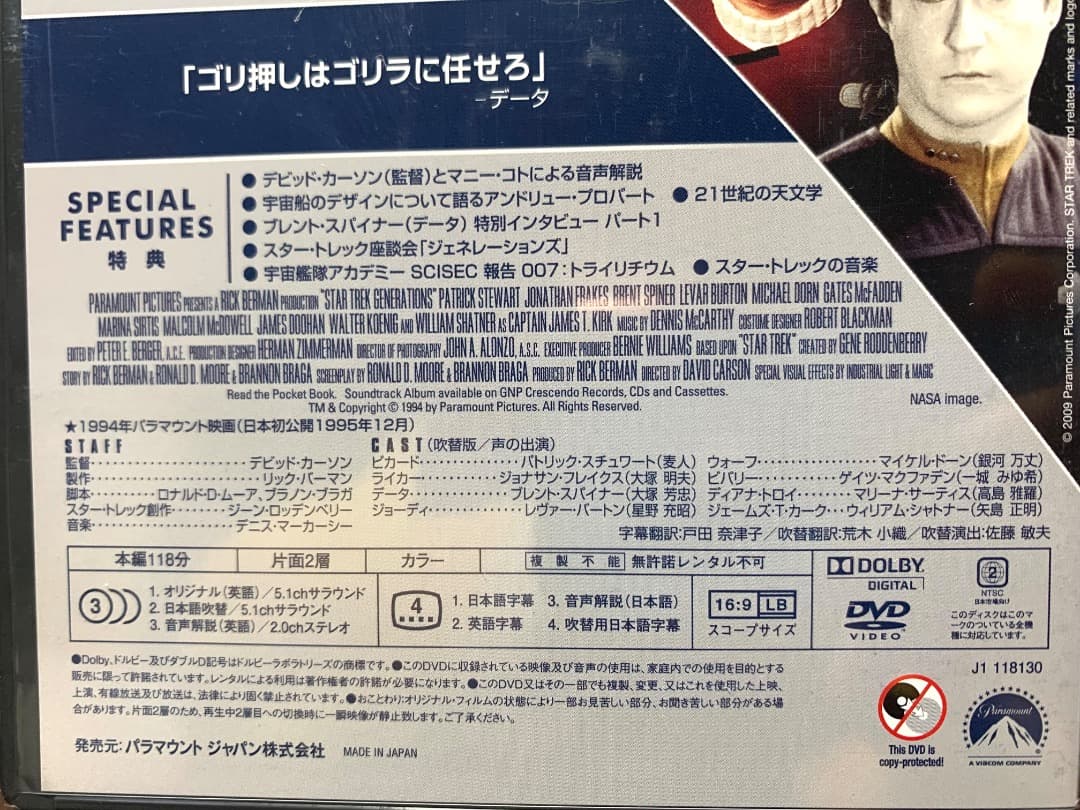 「ゴリ押しはゴリラに任せろ」
-データ
SPECIAL
FEATURES
特典
● デビッド・カーソン(監督)とマニー・コトによる音声解説
● 宇宙船のデザインについて語るアンドリュー・プロバート ● 21世紀の天文学
● ブレント・スパイナー(データ) 特別インタビュー パート1
● スター・トレック座談会「ジェネレーションズ」
● 宇宙艦隊アカデミー SCISEC 報告 007:トライリチウム ● スター・トレックの音楽
PARAMOUNT PICTURES PRESENTS A RICK BERMAN PRODUCTION "STAR TREK GENERATIONS" PATRICK STEWART JONATHAN FRAKES BRENT SPINER LEVAR BURTON MICHAEL DORN GATES McFADDEN
MARINA SIRTIS MALCOLM McDOWELL JAMES DOOHAN WALTER KOENIG AND WILLIAM SHATNER AS CAPTAIN JAMES T. KIRK MUSIC BY DENNIS McCARTHY COSTUME DESIGNER ROBERT BLACKMAN
EDITED BY PETER E. BERGER, A.C.E. PRODUCTION DESIGNER HERMAN ZIMMERMAN DIRECTOR OF PHOTOGRAPHY JOHN A. ALONZO, A.S.C. EXECUTIVE PRODUCER BERNIE WILLIAMS BASED UPON "STAR TREK" CREATED BY GENE RODDENBERRY
STORY BY RICK BERMAN & RONALD D. MOORE & BRANNON BRAGA SCREENPLAY BY RONALD D. MOORE & BRANNON BRAGA PRODUCED BY RICK BERMAN DIRECTED BY DAVID CARSON SPECIAL VISUAL EFFECTS BY INDUSTRIAL LIGHT & MAGIC
Read the Pocket Book. Soundtrack Album available on GNP Crescendo Records, CDs and Cassettes.
TM & Copyright © 1994 by Paramount Pictures. All Rights Reserved.
NASA image.
★1994年パラマウント映画(日本初公開1995年12月)
STAFF
監督・・・・・・・・・・・・・・・・・・・・デビッド・カーソン
製作・・・・・・・・・・・・・・・・・・・・リック・バーマン
脚本・・・・・・・・・ロナルド・D・ムーア、ブラノン・ブラガ
スター・トレック創作・・・・・・・ジーン・ロッデンベリー
音楽・・・・・・・・・・・・・・・・・・・デニス・マーカーシー
CAST(吹替版/声の出演)
ピカード・・・・・・・・・・・・・パトリック・スチュワート(麦人)
ライカー・・・・・・・・・・・ジョナサン・フレイクス(大塚 明夫)
データ・・・・・・・・・・・・ブレント・スパイナー(大塚 芳忠)
ジョーディ・・・・・・・・・・レヴァー・バートン(星野 充昭)
ウォーフ・・・・・・・・・・・・マイケル・ドーン(銀河 万丈)
ビバリー・・・・・・・・・ゲイツ・マクファデン(一城 みゆ希)
ディアナ・トロイ・・・・・・・・マリーナ・サーティス(高島 雅羅)
ジェームズ・T・カーク・・・ウィリアム・シャトナー(矢島 正明)
字幕翻訳:戸田 奈津子/吹替翻訳:荒木 小織/吹替演出:佐藤 敏夫
本編118分 片面2層 カラー 複製不能 無許諾レンタル不可
3
1. オリジナル(英語)/5.1chサラウンド
2. 日本語吹替/5.1chサラウンド
3. 音声解説(英語)/2.0chステレオ
4
1. 日本語字幕 3. 音声解説(日本語)
2. 英語字幕 4. 吹替用日本語字幕
16:9 LB
スコープサイズ
DOLBY
DIGITAL
DVD
VIDEO
2
NTSC
日本市場向け
このディスクはこのマ
ークのついている全機
種に対応しています。
●Dolby、ドルビー及びダブルD記号はドルビーラボラトリーズの商標です。●このDVDに収録されている映像及び音声の使用は、家庭内での使用を目的とする
販売に限って許諾されています。レンタルによる利用は著作権者の許諾が必要になります。●このDVD又はその一部でも複製、変更、又はこれを使用した上映、
上演、有線放送及び放送は、法律により固く禁止されています。●おことわり:オリジナル・フィルムの状態により一部お見苦しい部分、お聞き苦しい部分がある場
合があります。片面2層のため、再生中2層目への切換時に一瞬映像が静止致します。ご了承ください。
発売元:パラマウント ジャパン株式会社 MADE IN JAPAN
J1 118130
This DVD is
copy-protected!
Paramount
A VIACOM COMPANY
© 2009 Paramount Pictures Corporation. STAR TREK and related marks and logo